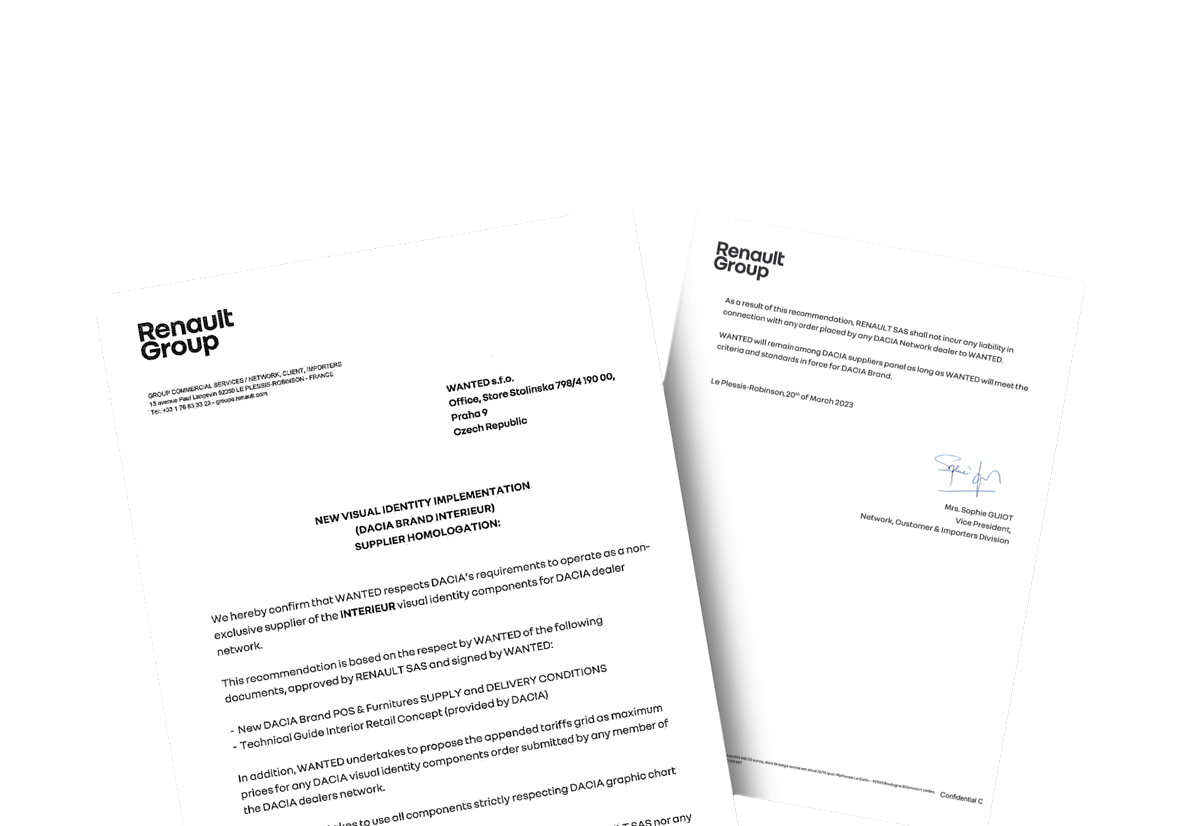 Renault
Group
GROUP COMMERCIAL SERVICES / NETWORK, CLIENT, IMPORTERS
13 avenue Paul Langevin 92350 LE PLESSIS-ROBINSON - FRANCE
Tel: +33 1 76 83 33 23 - groupe.renault.com
WANTED s.f.o.
Office, Store Stolinska 798/4 190 00,
Praha 9
Czech Republic
NEW VISUAL IDENTITY IMPLEMENTATION
(DACIA BRAND INTERIEUR)
SUPPLIER HOMOLOGATION:
We hereby confirm that WANTED respects DACIA's requirements to operate as a non-
exclusive supplier of the INTERIEUR visual identity components for DACIA dealer
network.
This recommendation is based on the respect by WANTED of the following
documents, approved by RENAULT SAS and signed by WANTED:
- New DACIA Brand POS & Furnitures SUPPLY and DELIVERY CONDITIONS
- Technical Guide Interior Retail Concept (provided by DACIA)
In addition, WANTED undertakes to propose the appended tariffs grid as maximum
prices for any DACIA visual identity components order submitted by any member of
the DACIA dealers network.
to use all components strictly respecting DACIA graphic chart
SAS nor any
Renault
Group
As a result of this recommendation, RENAULT SAS shall not incur any liability in
connection with any order placed by any DACIA Network dealer to WANTED.
WANTED will remain among DACIA suppliers panel as long as WANTED will meet the
criteria and standards in force for DACIA Brand.
Le Plessis-Robinson, 20th of March 2023
Mrs. Sophie GUIOT
Vice President,
Network, Customer & Importers Division
Confidential C